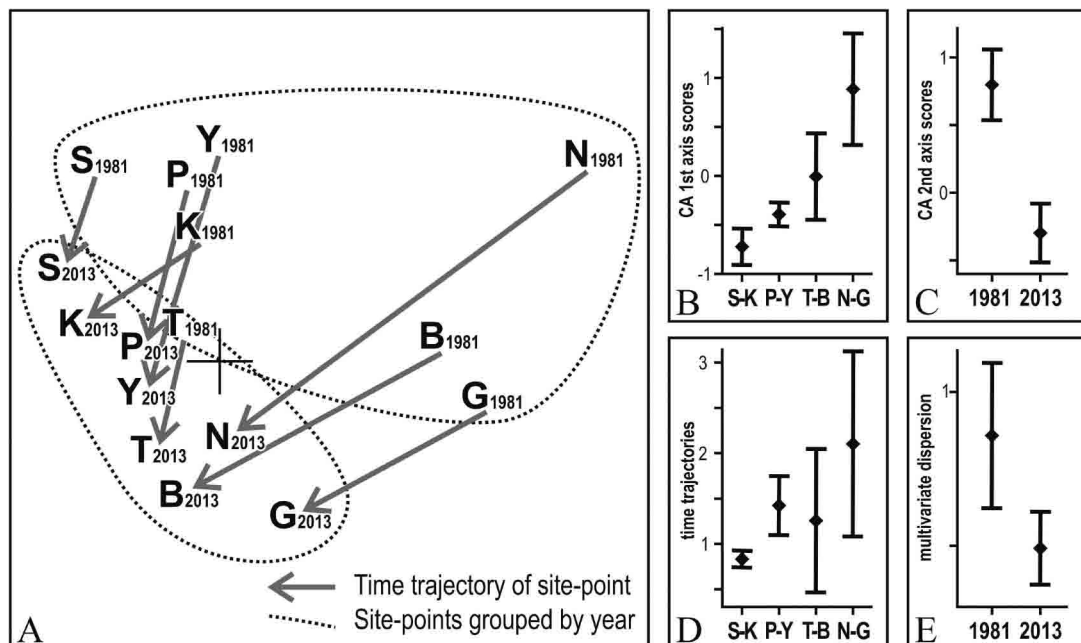 Y1981
S1981
N1981
P1981
K1981
S2013
K2013
T1981
P2013
B1981
Y2013
G1981
N2013
T2013
B2013
G2013
Time trajectory of site-point
Site-points grouped by year
A
CA 1st axis scores
1
0
-1
S-K P-Y T-B N-G
B
CA 2nd axis scores
1
0
1981 2013
C
time trajectories
3
2
1
S-K P-Y T-B N-G
D
multivariate dispersion
1
1981 2013
E